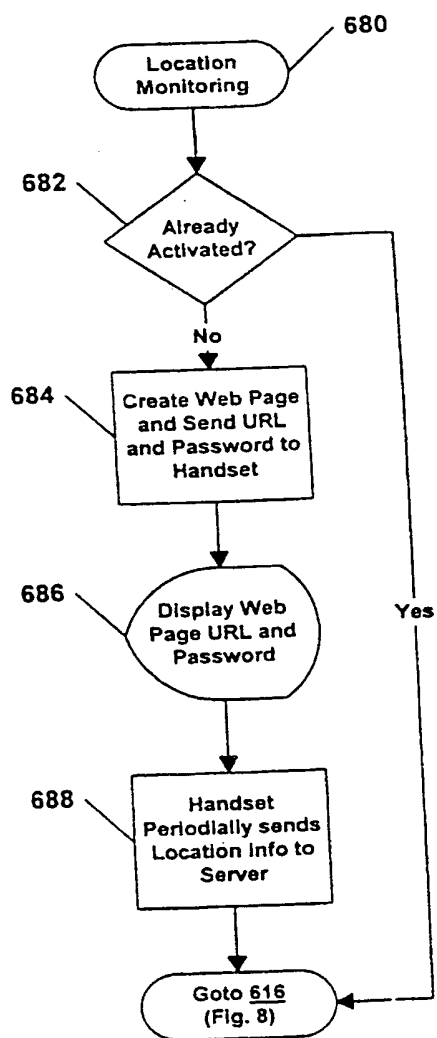 680
Location
Monitoring
682
Already
Activated?
No
684
Create Web Page
and Send URL
and Password to
Handset
686
Display Web
Page URL and
Password
Yes
688
Handset
Periodially sends
Location Info to
Server
Goto 616
(Fig. 8)